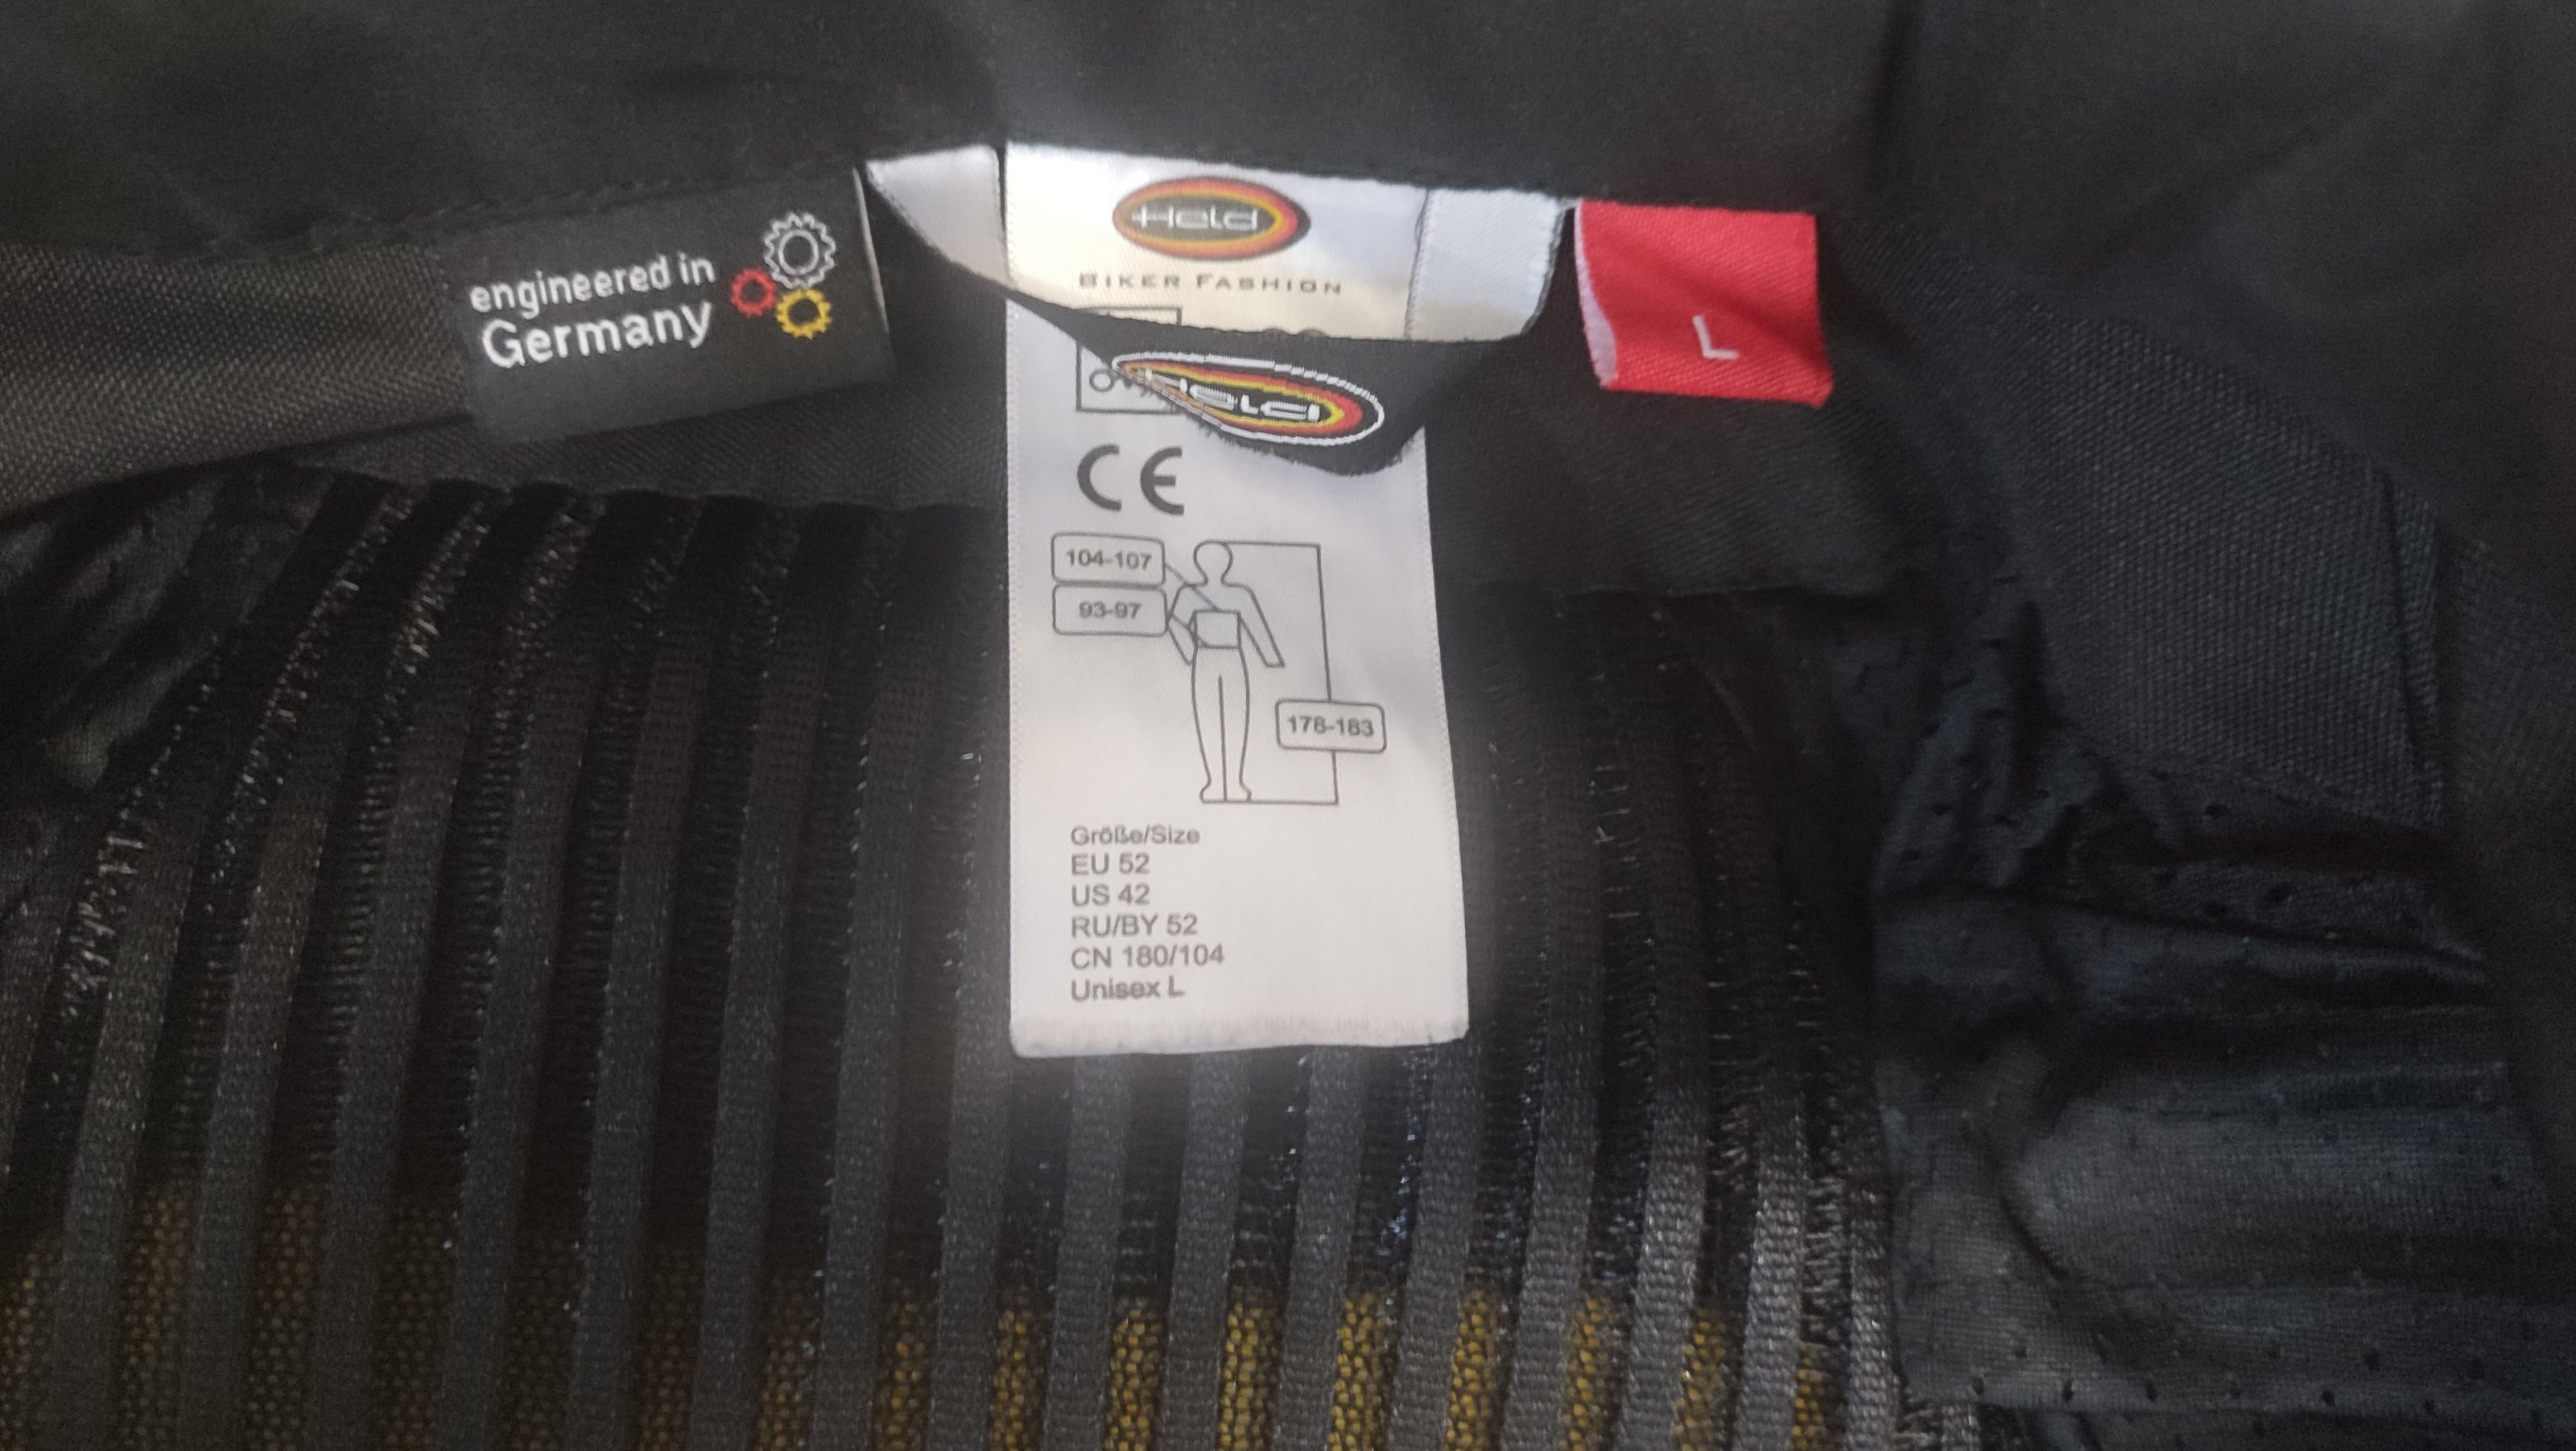 engineered in
Germany
Held
BIKER FASHION
Held
L
CE
104-107
93-97
178-183
Größe/Size
EU 52
US 42
RU/BY 52
CN 180/104
Unisex L